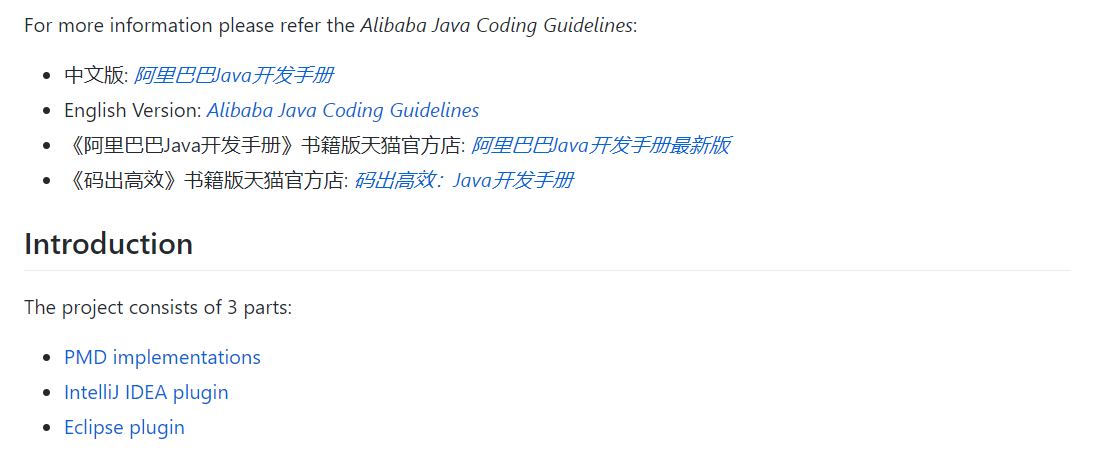 For more information please refer the Alibaba Java Coding Guidelines:
中文版: 阿里巴巴Java开发手册
English Version: Alibaba Java Coding Guidelines
《阿里巴巴Java开发手册》书籍版天猫官方店: 阿里巴巴Java开发手册最新版
《码出高效》书籍版天猫官方店: 码出高效：Java开发手册
Introduction
The project consists of 3 parts:
PMD implementations
IntelliJ IDEA plugin
Eclipse plugin